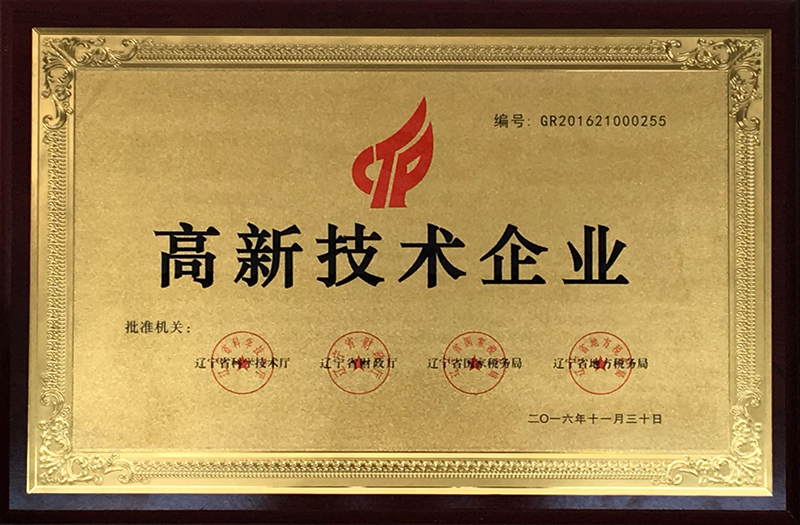 编号: GR201621000255
CTP
高新技术企业
批准机关:
辽宁省科学技术厅 辽宁省财政厅 辽宁省国家税务局 辽宁省地方税务局
二〇一六年十一月三十日